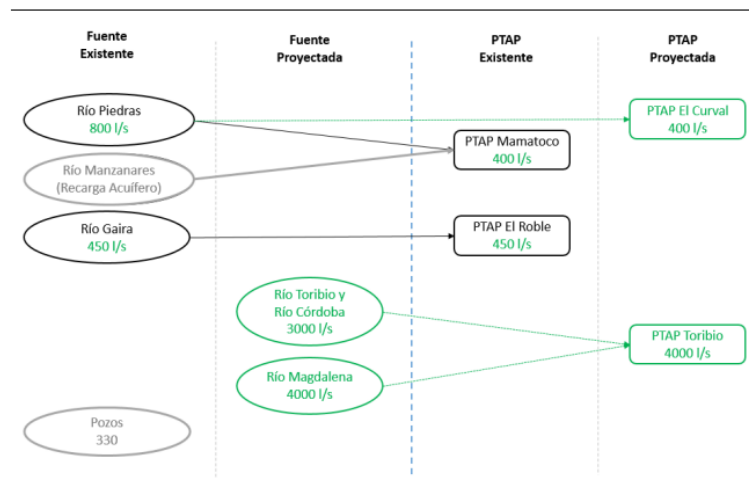 Fuente
Existente
Fuente
Proyectada
PTAP
Existente
PTAP
Proyectada
Río Piedras
800 l/s
PTAP El Curval
400 l/s
PTAP Mamatoco
400 l/s
Río Manzanares
(Recarga Acuífero)
Río Gaira
450 l/s
PTAP El Roble
450 l/s
Río Toribio y
Río Córdoba
3000 l/s
PTAP Toribio
4000 l/s
Río Magdalena
4000 l/s
Pozos
330